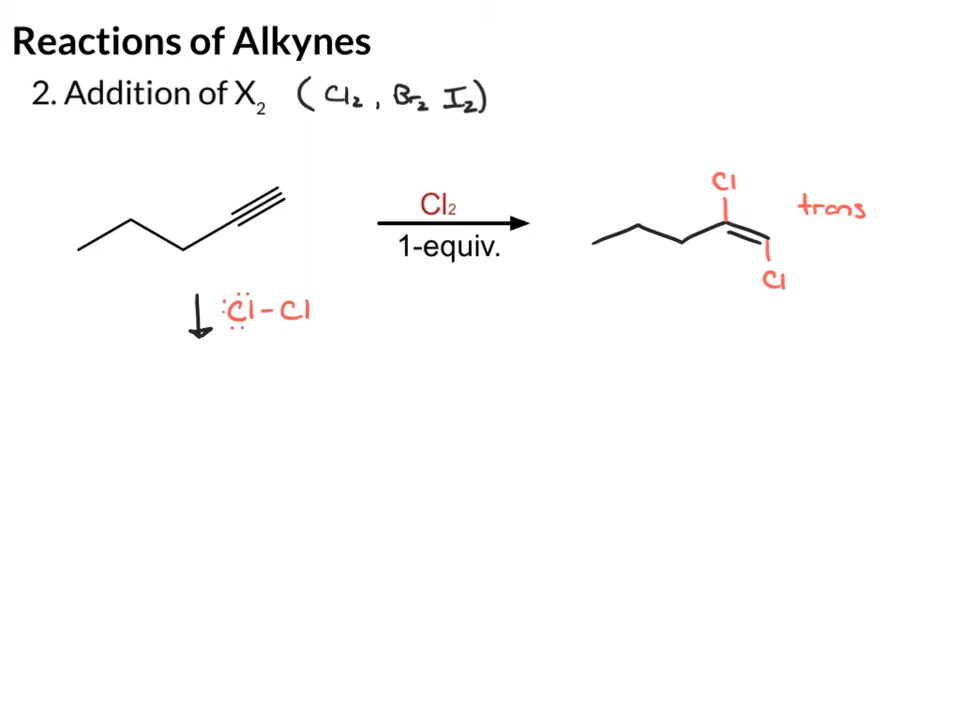 Reactions of Alkynes
2. Addition of X₂ (Cl₂, Br₂ I₂)
Cl
trans
Cl₂
1-equiv.
Cl
:Cl-Cl